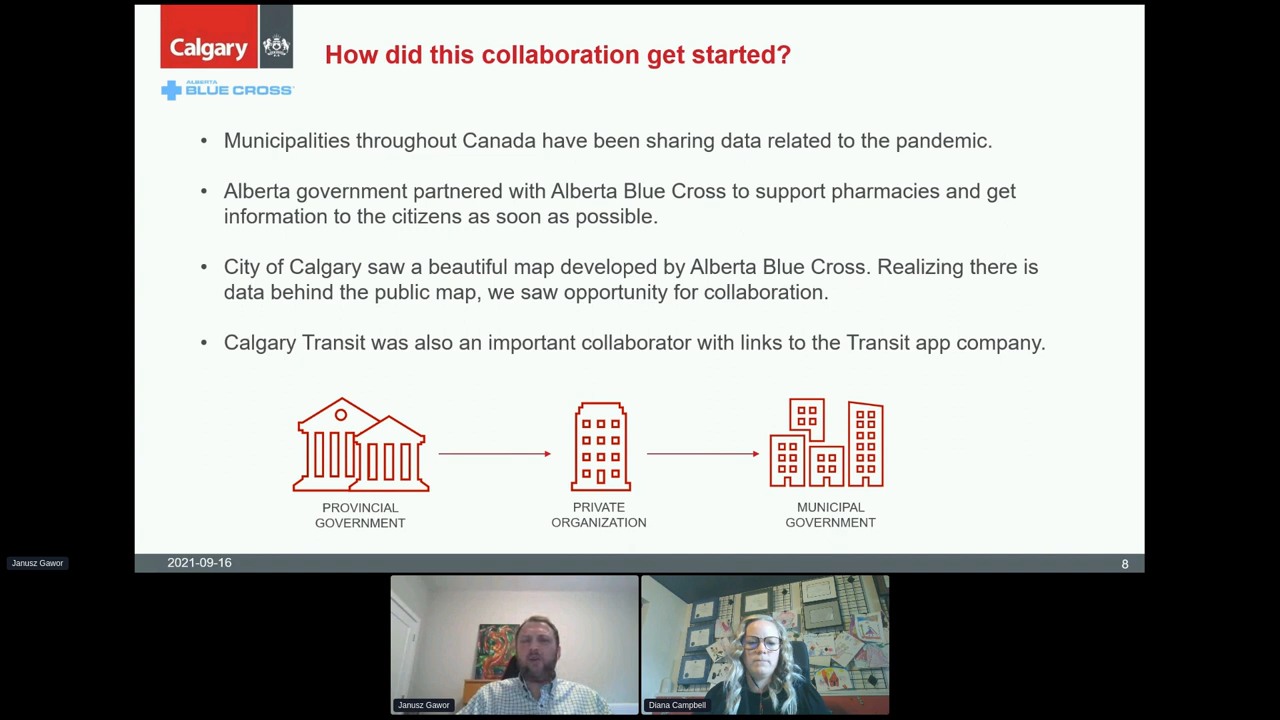 Calgary
ALBERTA
BLUE CROSS
How did this collaboration get started?
• Municipalities throughout Canada have been sharing data related to the pandemic.
• Alberta government partnered with Alberta Blue Cross to support pharmacies and get
information to the citizens as soon as possible.
• City of Calgary saw a beautiful map developed by Alberta Blue Cross. Realizing there is
data behind the public map, we saw opportunity for collaboration.
• Calgary Transit was also an important collaborator with links to the Transit app company.
PROVINCIAL
GOVERNMENT
PRIVATE
ORGANIZATION
MUNICIPAL
GOVERNMENT
2021-09-16
8
Janusz Gawor
Janusz Gawor
Diana Campbell